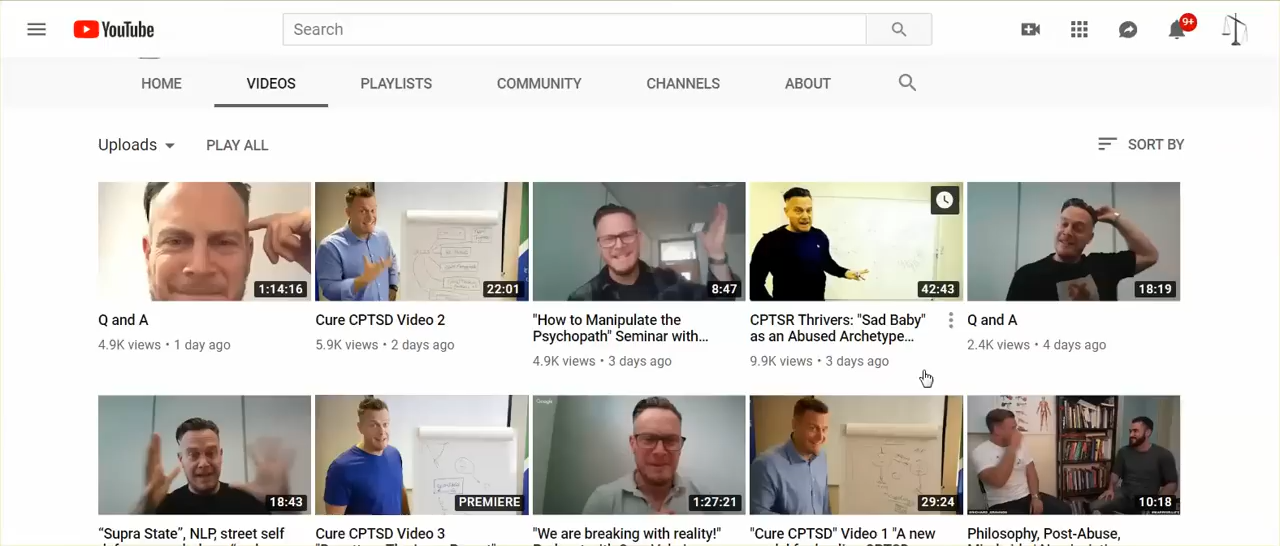 YouTube
Search
9+
HOME VIDEOS PLAYLISTS COMMUNITY CHANNELS ABOUT
Uploads PLAY ALL SORT BY
1:14:16 22:01 8:47 42:43 18:19
Q and A
4.9K views • 1 day ago
Cure CPTSD Video 2
5.9K views • 2 days ago
"How to Manipulate the
Psychopath" Seminar with...
4.9K views • 3 days ago
CPTSR Thrivers: "Sad Baby"
as an Abused Archetype...
9.9K views • 3 days ago
Q and A
2.4K views • 4 days ago
Google
18:43 PREMIERE 1:27:21 29:24 10:18
“Supra State”, NLP, street self
Cure CPTSD Video 3
"We are breaking with reality!"
"Cure CPTSD" Video 1 "A new
Philosophy, Post-Abuse,